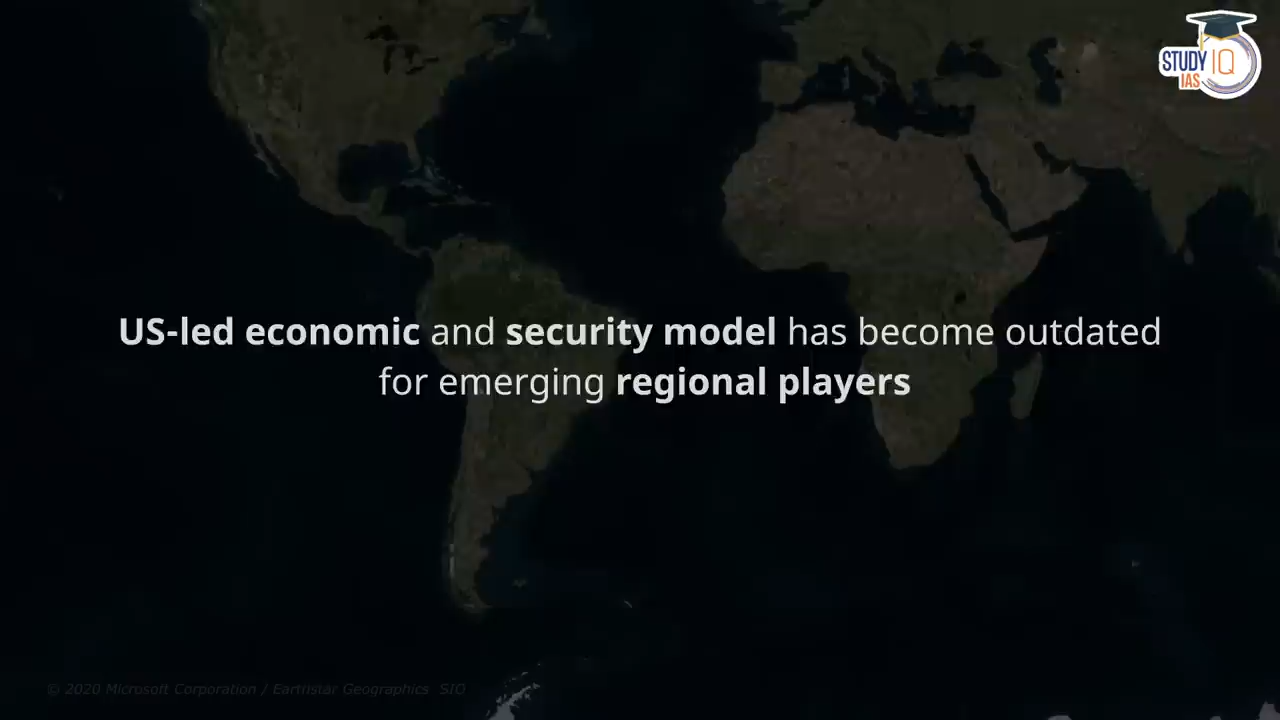 STUDY IQ
IAS
US-led economic and security model has become outdated
for emerging regional players
© 2020 Microsoft Corporation / Earthstar Geographics SIO